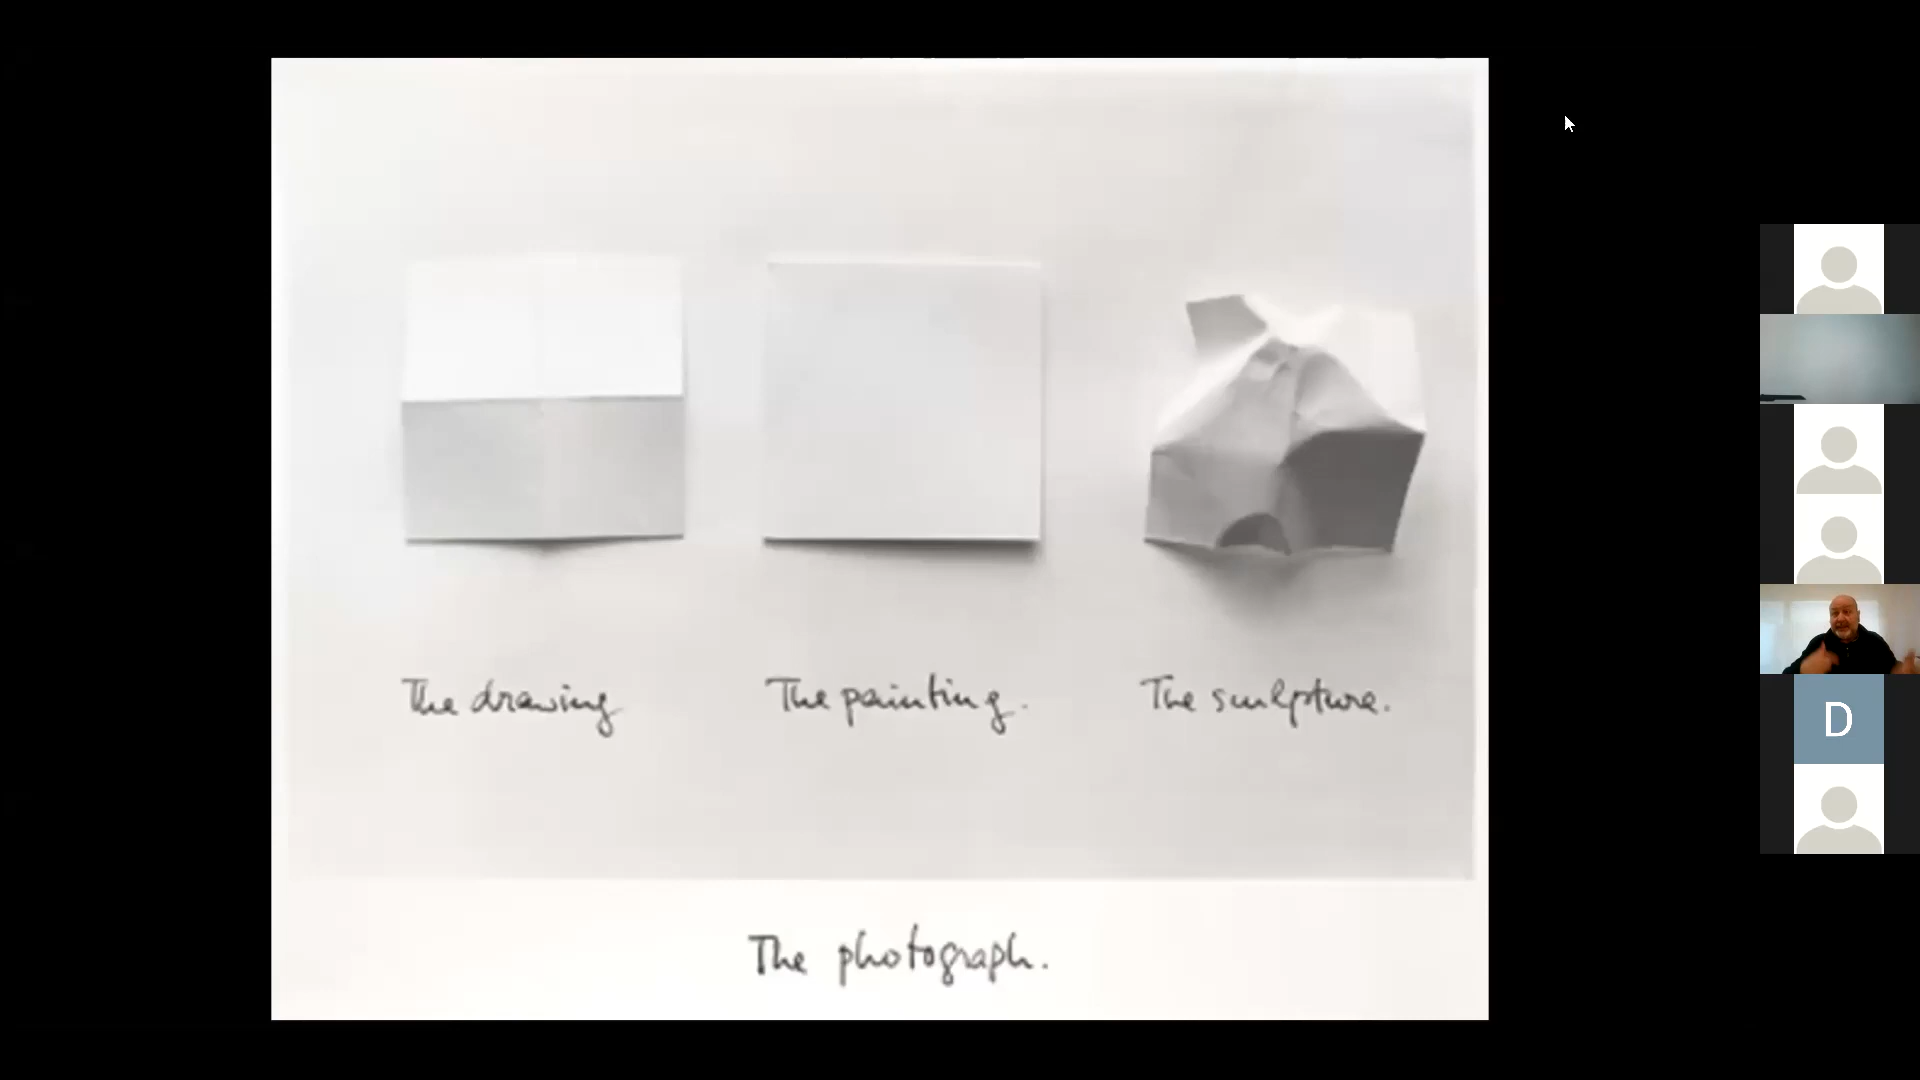 The drawing
The painting.
The sculpture.
The photograph.
D